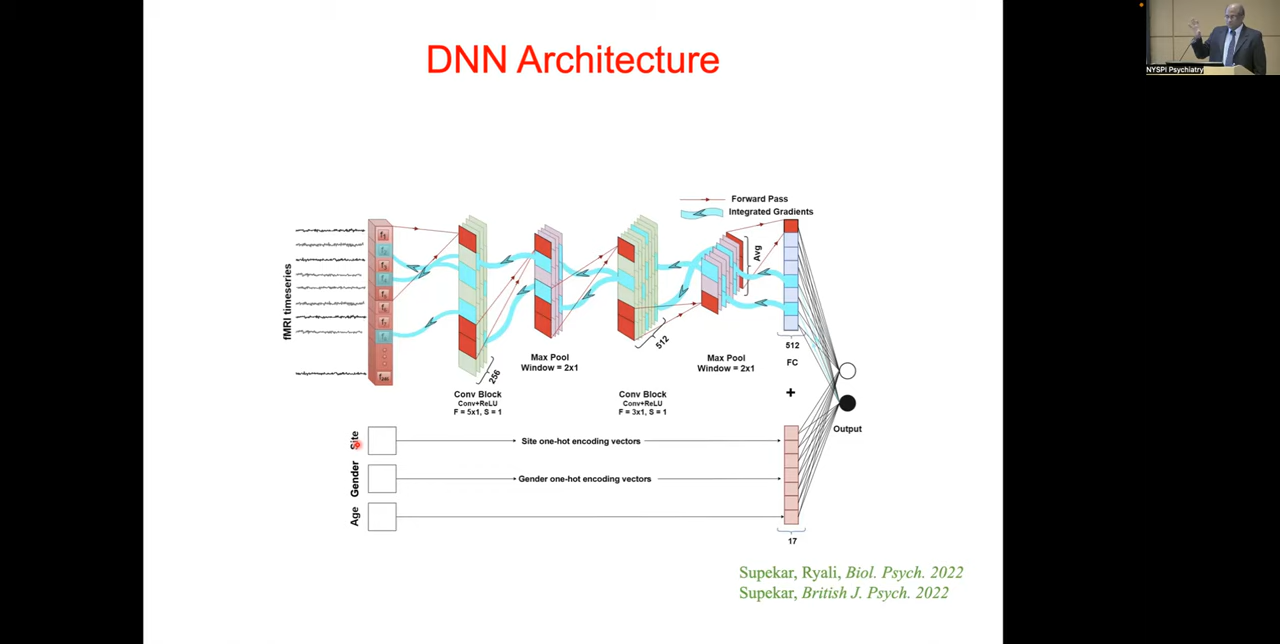 DNN Architecture
NYSPI Psychiatry
Forward Pass
Integrated Gradients
fMRI timeseries
f1
Avg
256
512
Max Pool
Window = 2x1
Max Pool
Window = 2x1
Conv Block
Conv+ReLU
F = 5x1, S = 1
Conv Block
Conv+ReLU
F = 3x1, S = 1
512
FC
+
Output
Site
Site one-hot encoding vectors
Gender
Gender one-hot encoding vectors
Age
17
Supekar, Ryali, Biol. Psych. 2022
Supekar, British J. Psych. 2022